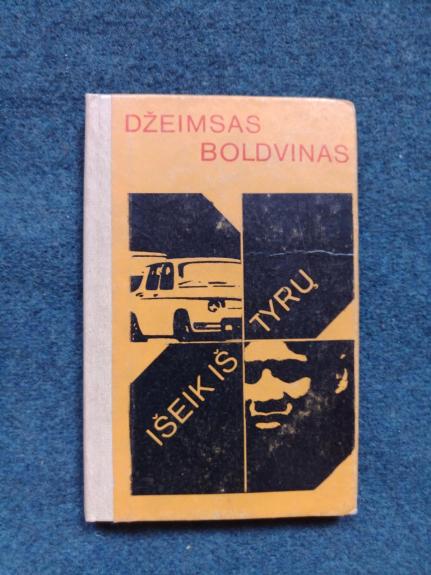 DŽEIMSAS
BOLDVINAS
IŠEIK IŠ
TYRŲ